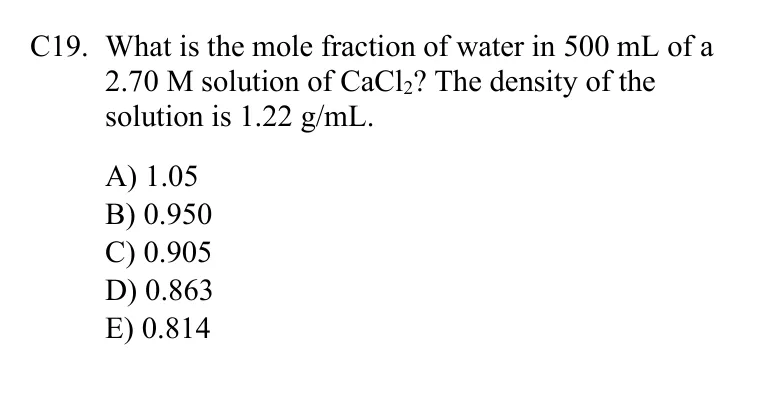 C19. What is the mole fraction of water in 500 mL of a
2.70 M solution of CaCl₂? The density of the
solution is 1.22 g/mL.
A) 1.05
B) 0.950
C) 0.905
D) 0.863
E) 0.814